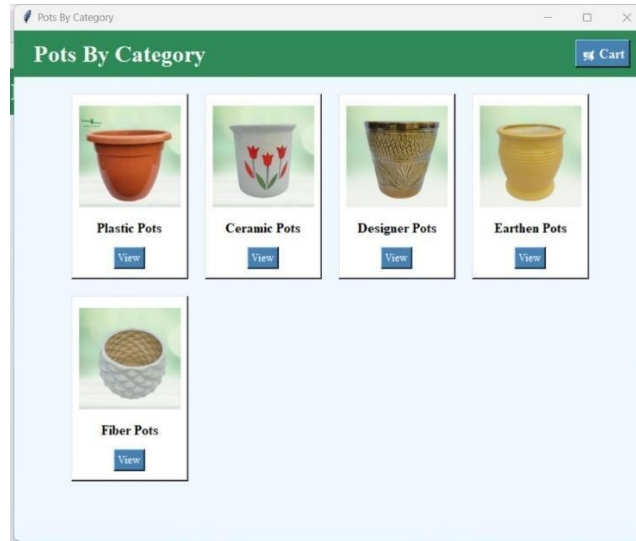 Pots By Category
Pots By Category
Cart
Plastic Pots
Ceramic Pots
Designer Pots
Earthen Pots
View
View
View
View
Fiber Pots
View